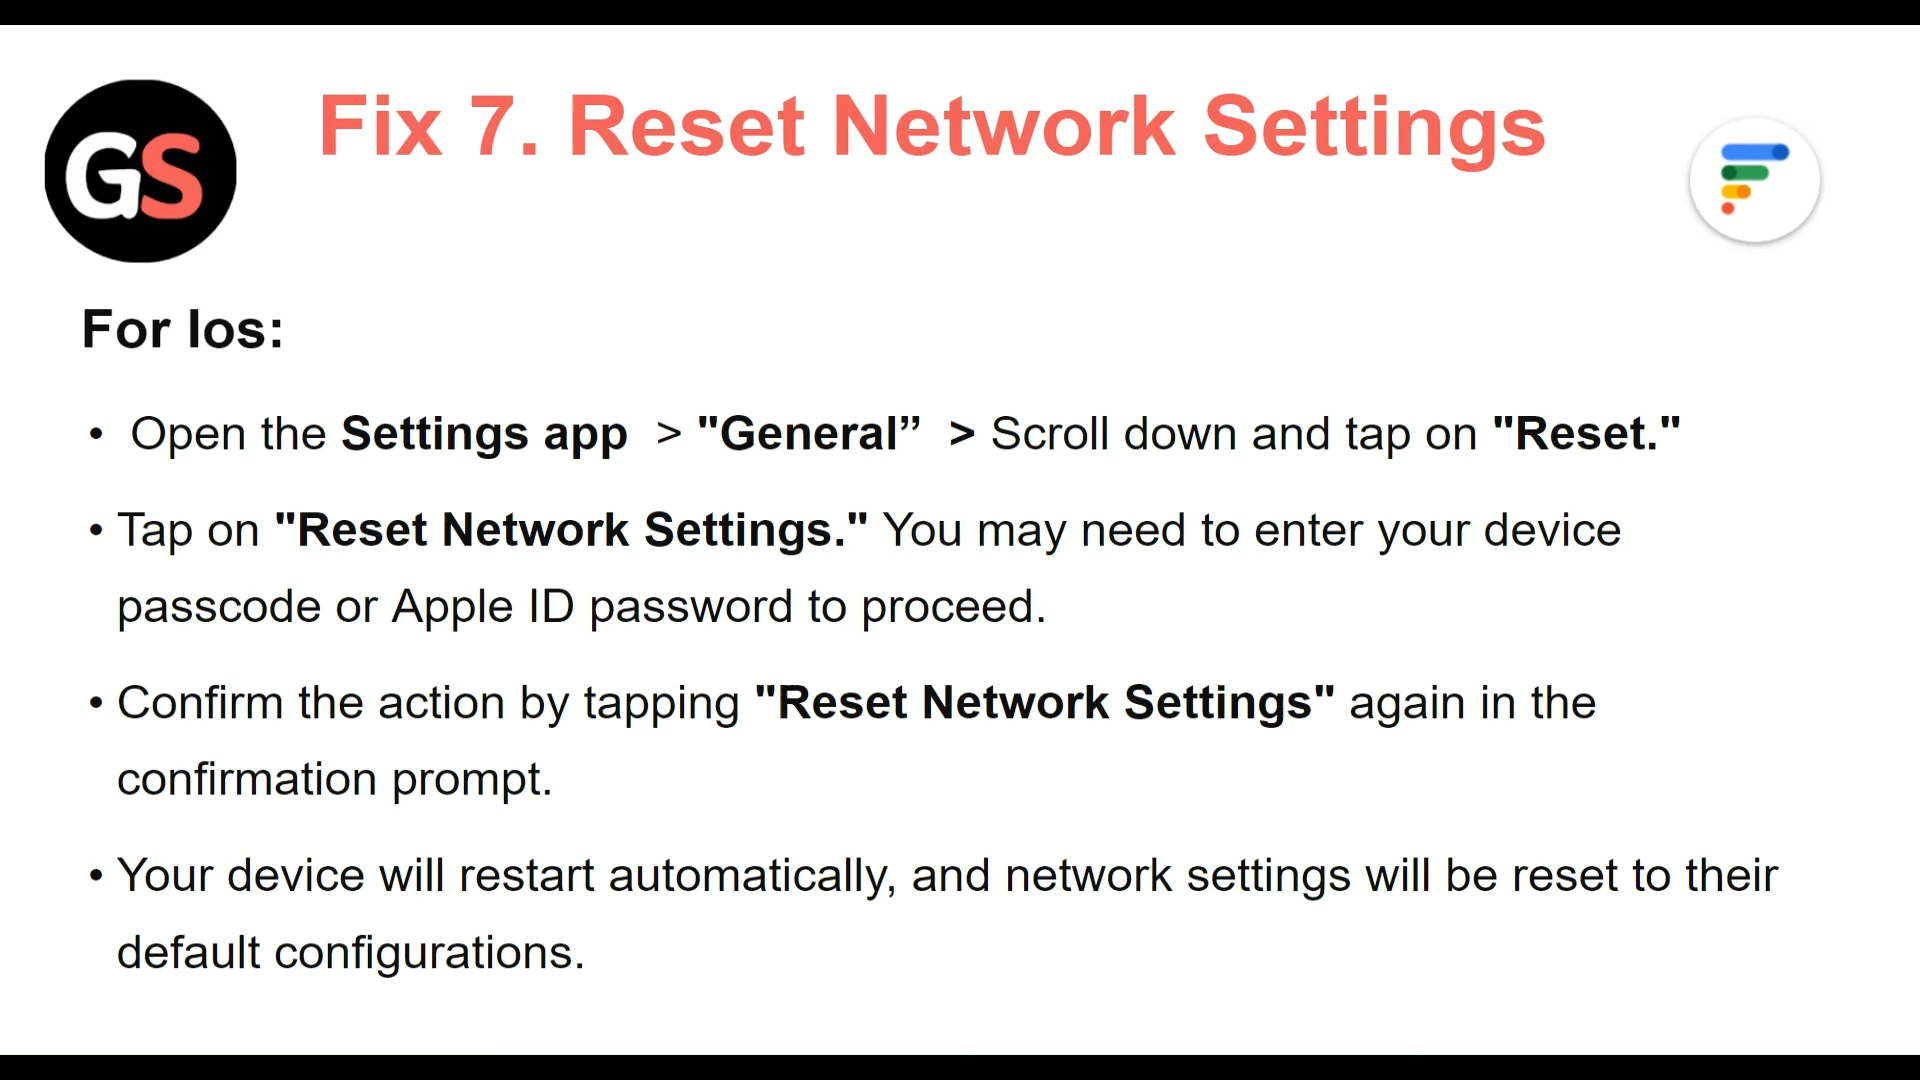 GS
Fix 7. Reset Network Settings
For Ios:
• Open the Settings app > "General” > Scroll down and tap on "Reset."
• Tap on "Reset Network Settings." You may need to enter your device
passcode or Apple ID password to proceed.
• Confirm the action by tapping "Reset Network Settings" again in the
confirmation prompt.
• Your device will restart automatically, and network settings will be reset to their
default configurations.